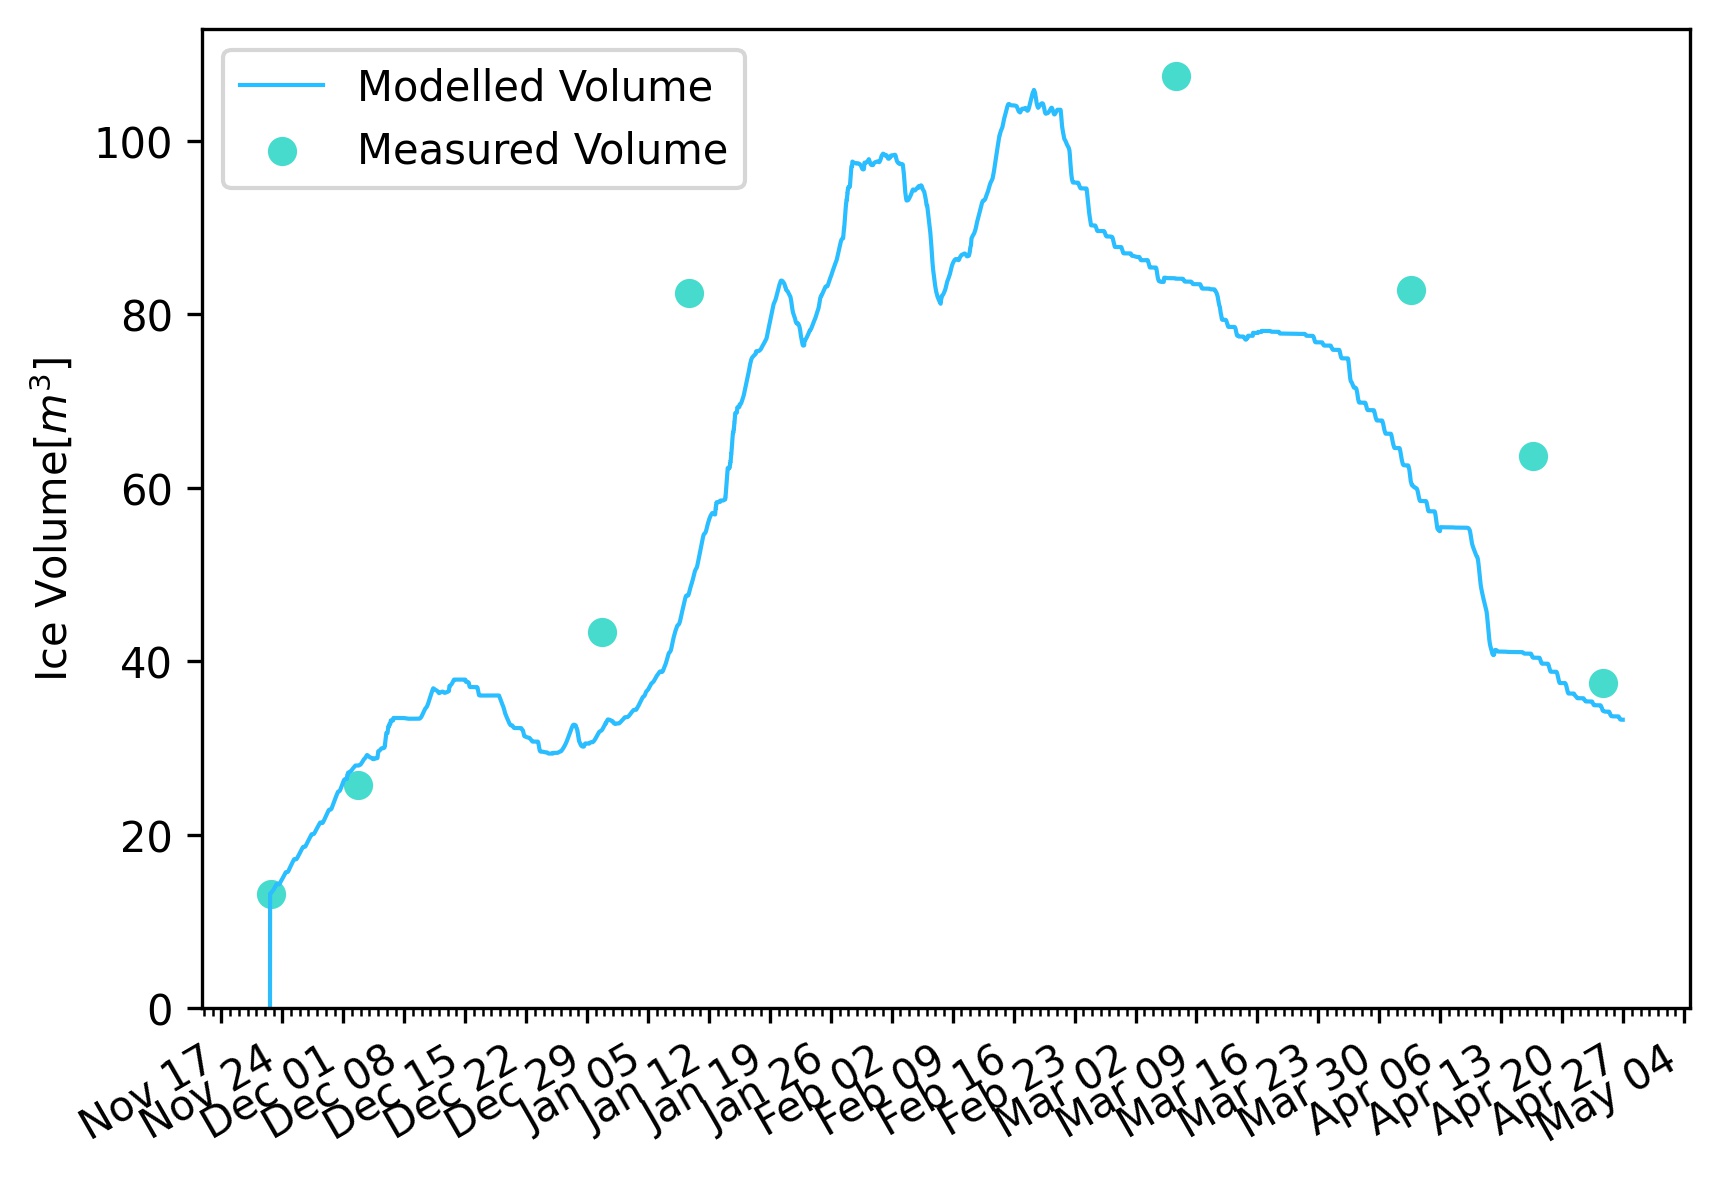 Modelled Volume
Measured Volume
Ice Volume[m³]
100
80
60
40
20
0
Nov 17
Nov 24
Dec 01
Dec 08
Dec 15
Dec 22
Dec 29
Jan 05
Jan 12
Jan 19
Jan 26
Feb 02
Feb 09
Feb 16
Feb 23
Mar 02
Mar 09
Mar 16
Mar 23
Mar 30
Apr 06
Apr 13
Apr 20
Apr 27
May 04